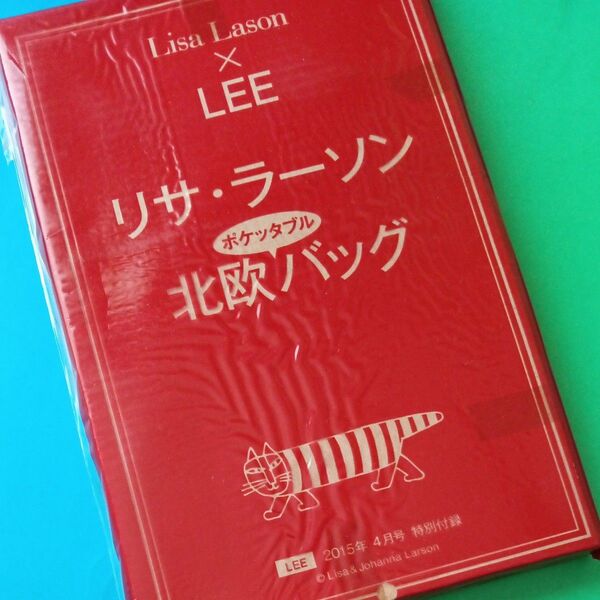 Lisa Lason
×
LEE
リサ・ラーソン
ポケッタブル
北欧バッグ
LEE 2015年 4月号 特別付録
©Lisa & Johanna Larson